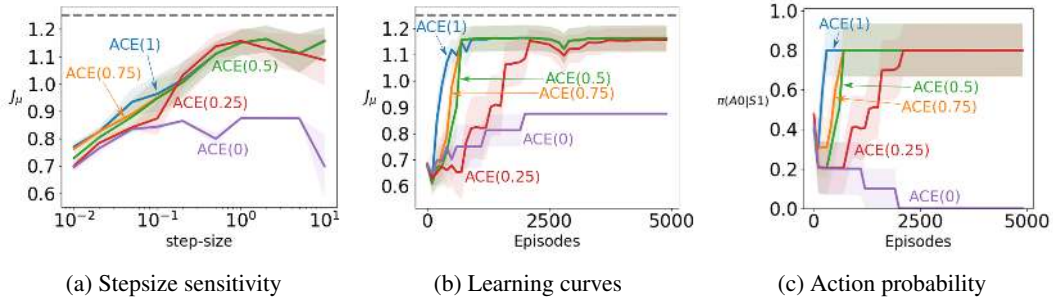 1.2
1.1
1.0
0.9
0.8
0.7
0.6
J_μ
10^−2
10^−1
10^0
10^1
step-size
ACE(1)
ACE(0.75)
ACE(0.5)
ACE(0.25)
ACE(0)
(a) Stepsize sensitivity
1.2
1.1
1.0
0.9
0.8
0.7
0.6
J_μ
0
2500
5000
Episodes
ACE(1)
ACE(0.5)
ACE(0.75)
ACE(0)
ACE(0.25)
(b) Learning curves
1.0
0.8
0.6
0.4
0.2
0.0
π(A0|S1)
0
2500
5000
Episodes
ACE(1)
ACE(0.5)
ACE(0.75)
ACE(0.25)
ACE(0)
(c) Action probability